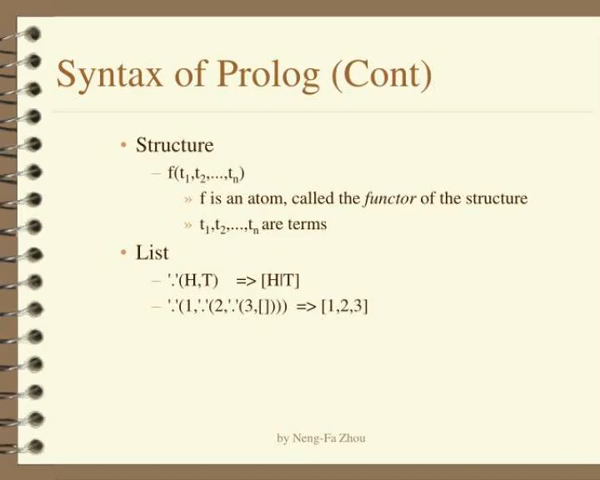 Syntax of Prolog (Cont)
• Structure
– f(t₁,t₂,...,tₙ)
» f is an atom, called the functor of the structure
» t₁,t₂,...,tₙ are terms
• List
– '.'(H,T) => [H|T]
– '.'(1,'.'(2,'.'(3,[]))) => [1,2,3]
by Neng-Fa Zhou